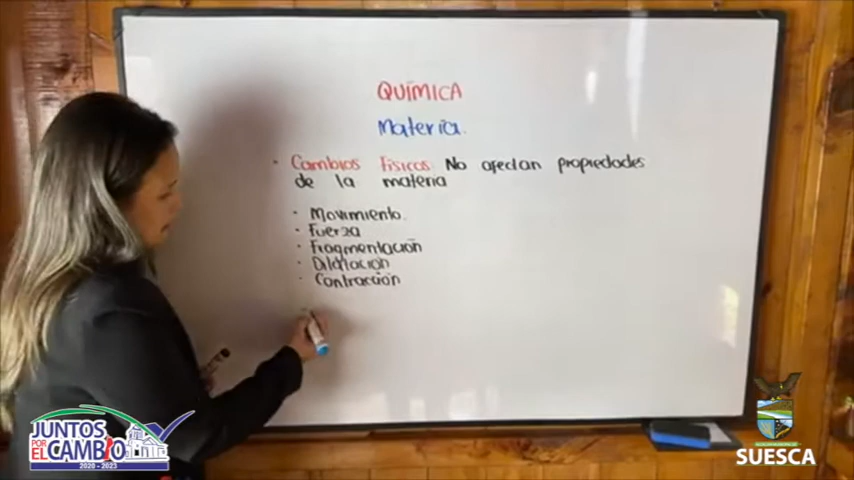 QUÍMICA
Materia.
· Cambios Físicos No afectan propiedades
de la materia
· Movimiento.
· Fuerza
· Fragmentación
· Dilatación
· Contracción
JUNTOS
POR EL CAMBIO
2020 - 2023
SUESCA